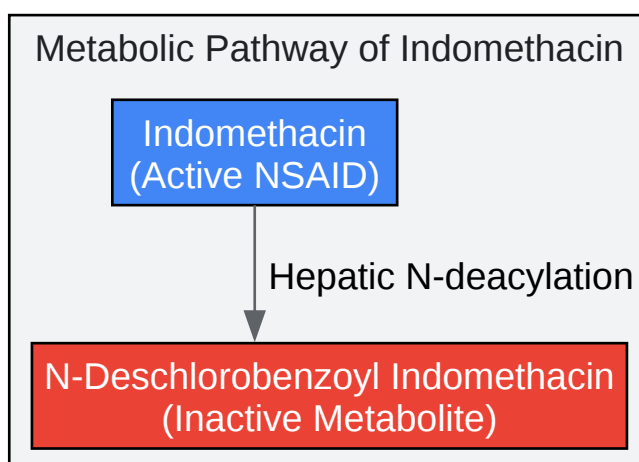 Metabolic Pathway of Indomethacin
Indomethacin
(Active NSAID)
Hepatic N-deacylation
N-Deschlorobenzoyl Indomethacin
(Inactive Metabolite)